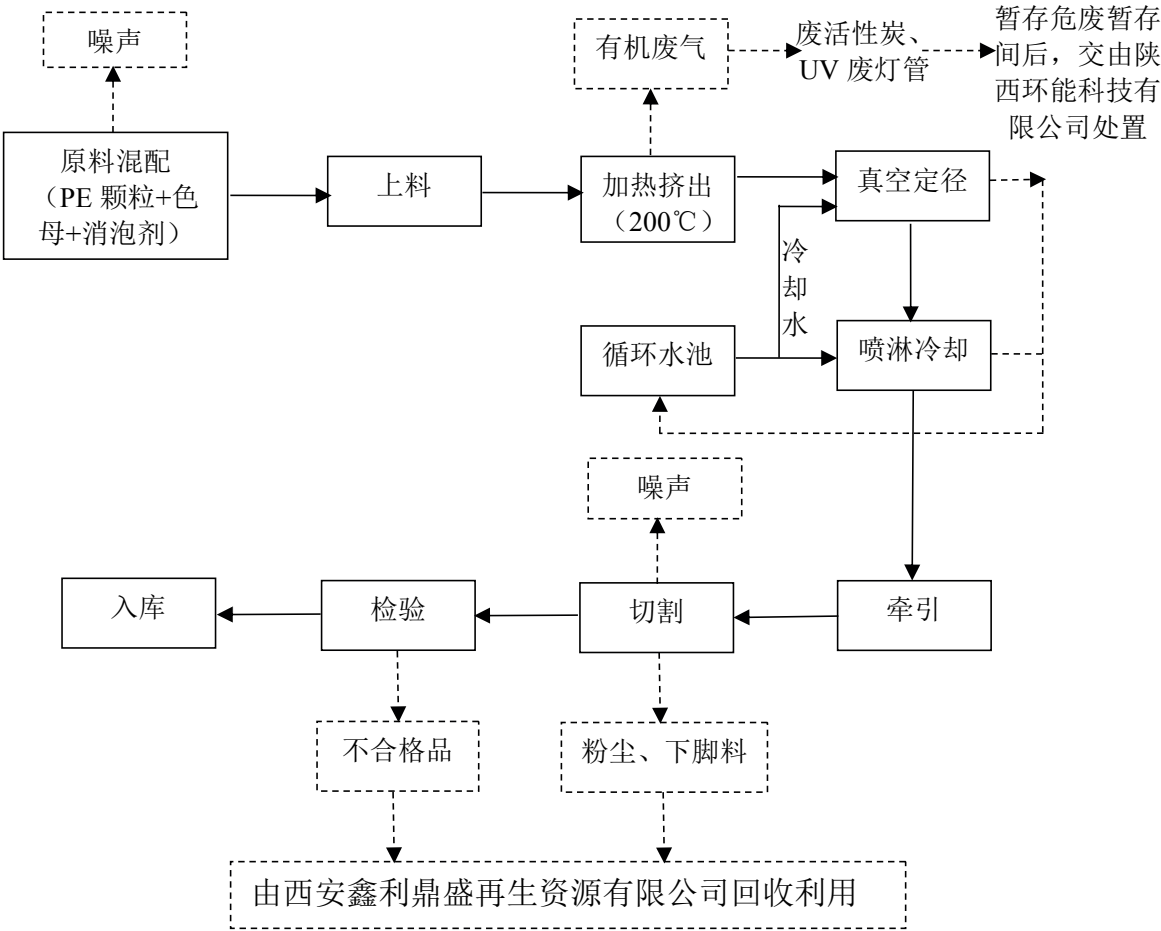 噪声
有机废气
废活性炭、
UV 废灯管
暂存危废暂存
间后，交由陕
西环能科技有
限公司处置
原料混配
（PE 颗粒+色
母+消泡剂）
上料
加热挤出
（200℃）
真空定径
冷
却
水
循环水池
喷淋冷却
噪声
入库
检验
切割
牵引
不合格品
粉尘、下脚料
由西安鑫利鼎盛再生资源有限公司回收利用